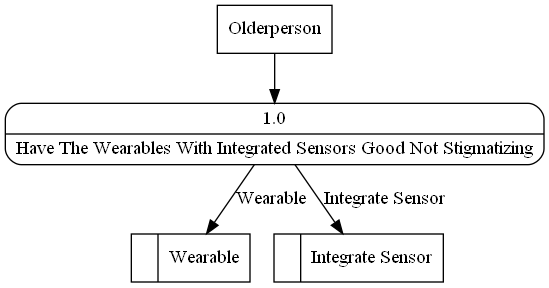 Olderperson
1.0
Have The Wearables With Integrated Sensors Good Not Stigmatizing
Wearable Integrate Sensor
Wearable Integrate Sensor